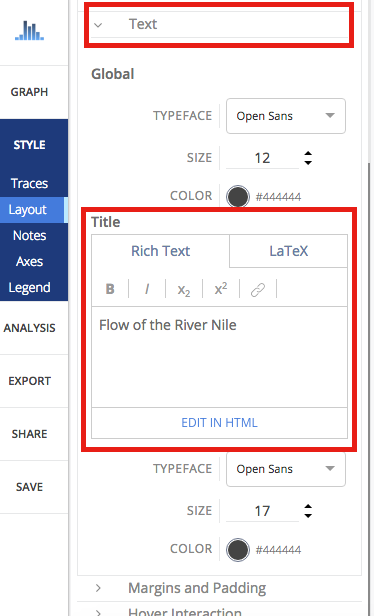 Text
GRAPH
STYLE
Traces
Layout
Notes
Axes
Legend
ANALYSIS
EXPORT
SHARE
SAVE
Global
TYPEFACE Open Sans
SIZE 12
COLOR #444444
Title
Rich Text LaTeX
B I x₂ x²
Flow of the River Nile
EDIT IN HTML
TYPEFACE Open Sans
SIZE 17
COLOR #444444
Margins and Padding
Hover Interaction